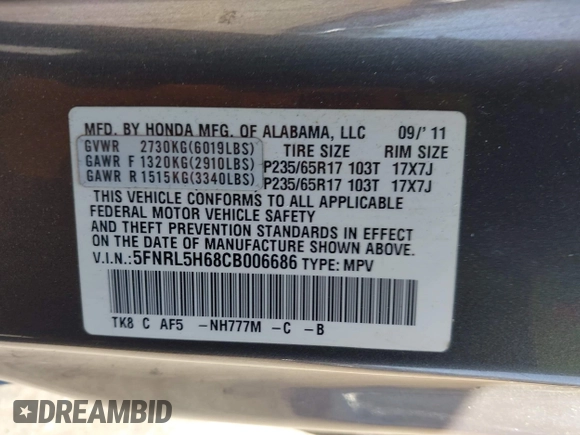 MFD. BY HONDA MFG. OF ALABAMA, LLC 09/' 11
GVWR 2730KG(6019LBS) TIRE SIZE RIM SIZE
GAWR F 1320KG(2910LBS) P235/65R17 103T 17X7J
GAWR R 1515KG(3340LBS) P235/65R17 103T 17X7J
THIS VEHICLE CONFORMS TO ALL APPLICABLE
FEDERAL MOTOR VEHICLE SAFETY
AND THEFT PREVENTION STANDARDS IN EFFECT
ON THE DATE OF MANUFACTURE SHOWN ABOVE.
V.I.N.:5FNRL5H68CB006686 TYPE: MPV
TK8 C AF5 -NH777M -C -B
DREAMBID